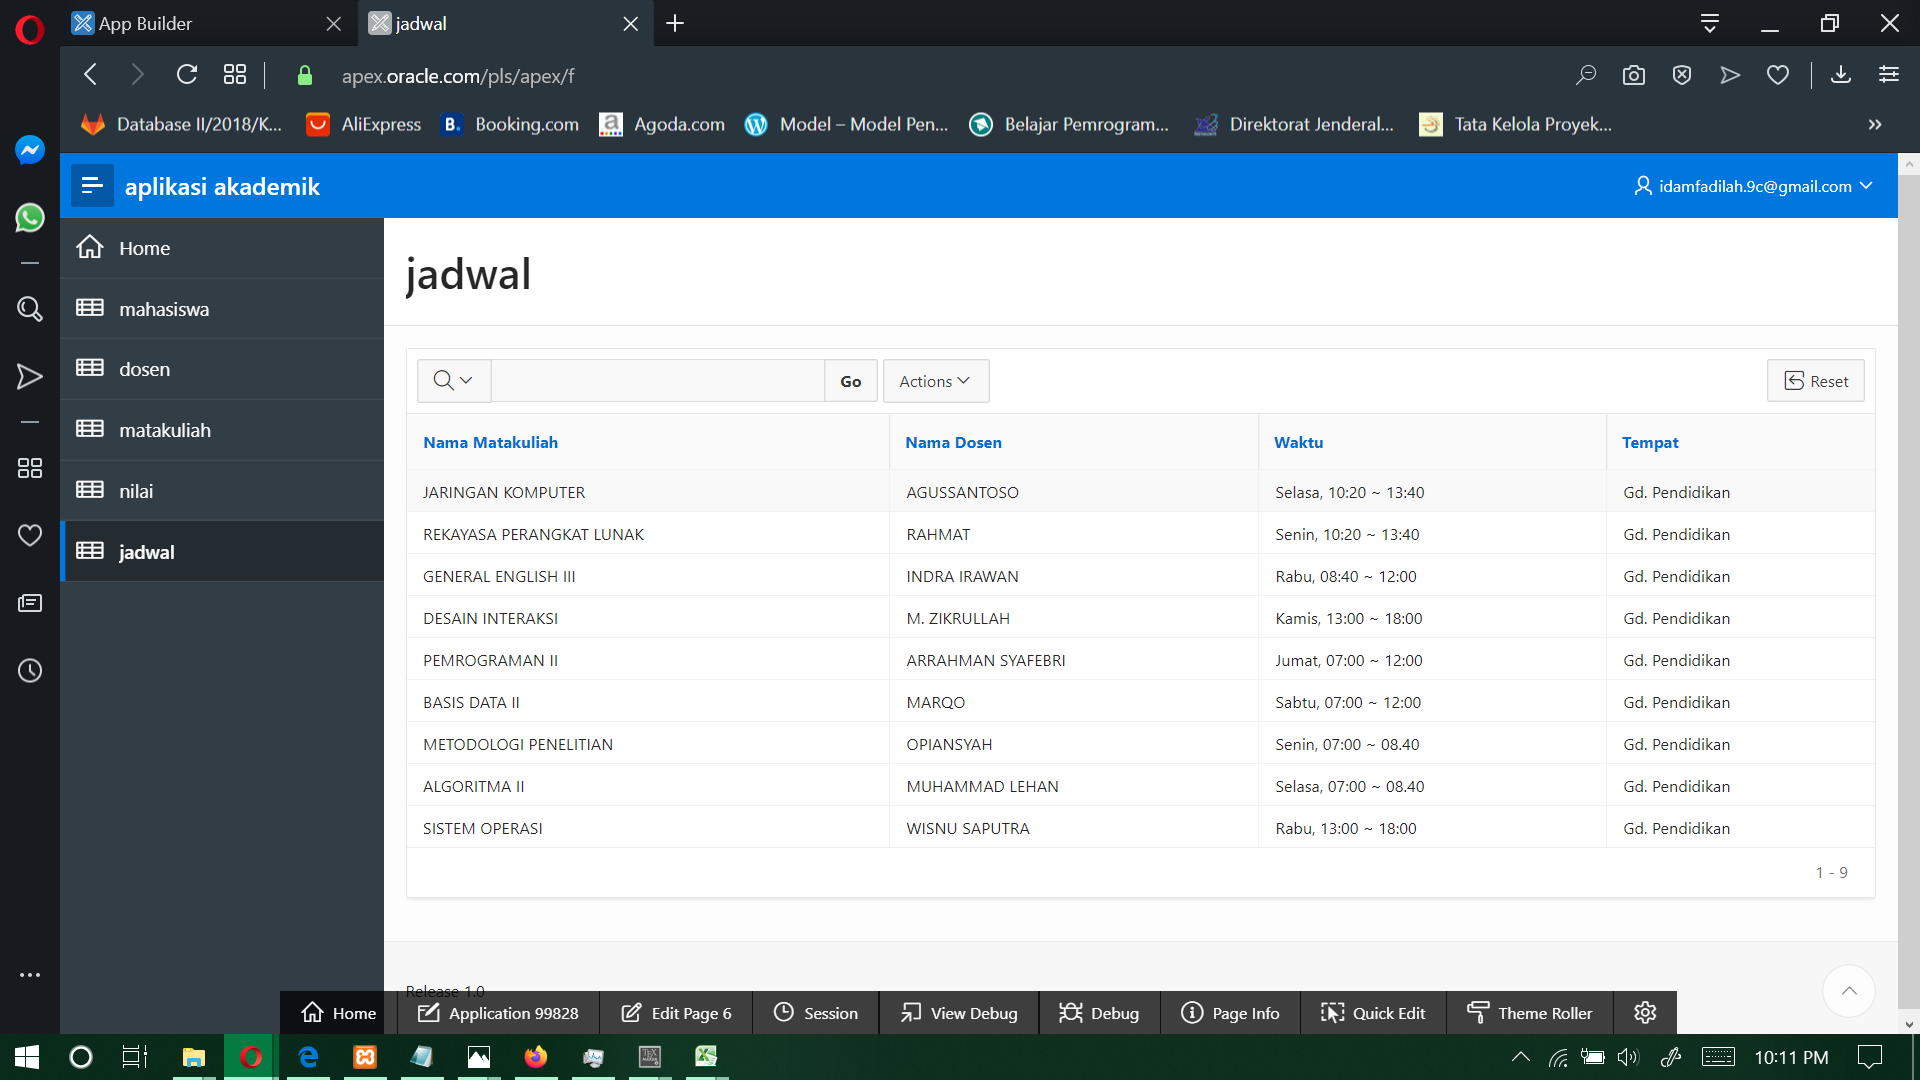 App Builder
jadwal
apex.oracle.com/pls/apex/f
Database II/2018/K...
AliExpress
B. Booking.com
a Agoda.com
Model – Model Pen...
Belajar Pemrogram...
Direktorat Jenderal...
Tata Kelola Proyek...
aplikasi akademik
idamfadilah.9c@gmail.com
Home
mahasiswa
dosen
matakuliah
nilai
jadwal
jadwal
Go
Actions
Reset
Nama Matakuliah Nama Dosen Waktu Tempat
JARINGAN KOMPUTER AGUSSANTOSO Selasa, 10:20 ~ 13:40 Gd. Pendidikan
REKAYASA PERANGKAT LUNAK RAHMAT Senin, 10:20 ~ 13:40 Gd. Pendidikan
GENERAL ENGLISH III INDRA IRAWAN Rabu, 08:40 ~ 12:00 Gd. Pendidikan
DESAIN INTERAKSI M. ZIKRULLAH Kamis, 13:00 ~ 18:00 Gd. Pendidikan
PEMROGRAMAN II ARRAHMAN SYAFEBRI Jumat, 07:00 ~ 12:00 Gd. Pendidikan
BASIS DATA II MARQO Sabtu, 07:00 ~ 12:00 Gd. Pendidikan
METODOLOGI PENELITIAN OPIANSYAH Senin, 07:00 ~ 08.40 Gd. Pendidikan
ALGORITMA II MUHAMMAD LEHAN Selasa, 07:00 ~ 08.40 Gd. Pendidikan
SISTEM OPERASI WISNU SAPUTRA Rabu, 13:00 ~ 18:00 Gd. Pendidikan
1 - 9
Release 1.0
Home
Application 99828
Edit Page 6
Session
View Debug
Debug
Page Info
Quick Edit
Theme Roller
10:11 PM